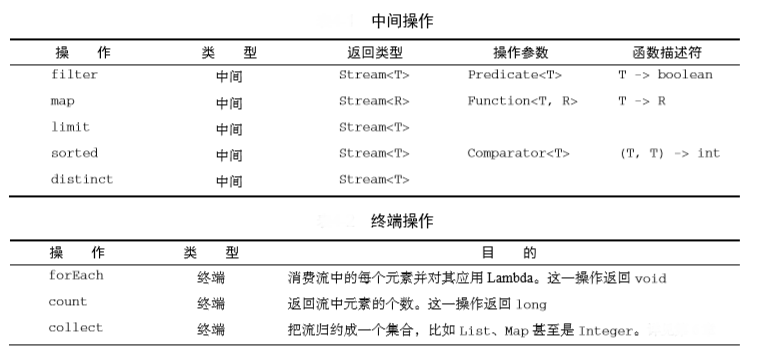 中间操作
操 作 类 型 返回类型 操作参数 函数描述符
filter 中间 Stream<T> Predicate<T> T -> boolean
map 中间 Stream<R> Function<T, R> T -> R
limit 中间 Stream<T>
sorted 中间 Stream<T> Comparator<T> (T, T) -> int
distinct 中间 Stream<T>
终端操作
操 作 类 型 目 的
forEach 终端 消费流中的每个元素并对其应用 Lambda。这一操作返回 void
count 终端 返回流中元素的个数。这一操作返回 long
collect 终端 把流归约成一个集合，比如 List、Map 甚至是 Integer。